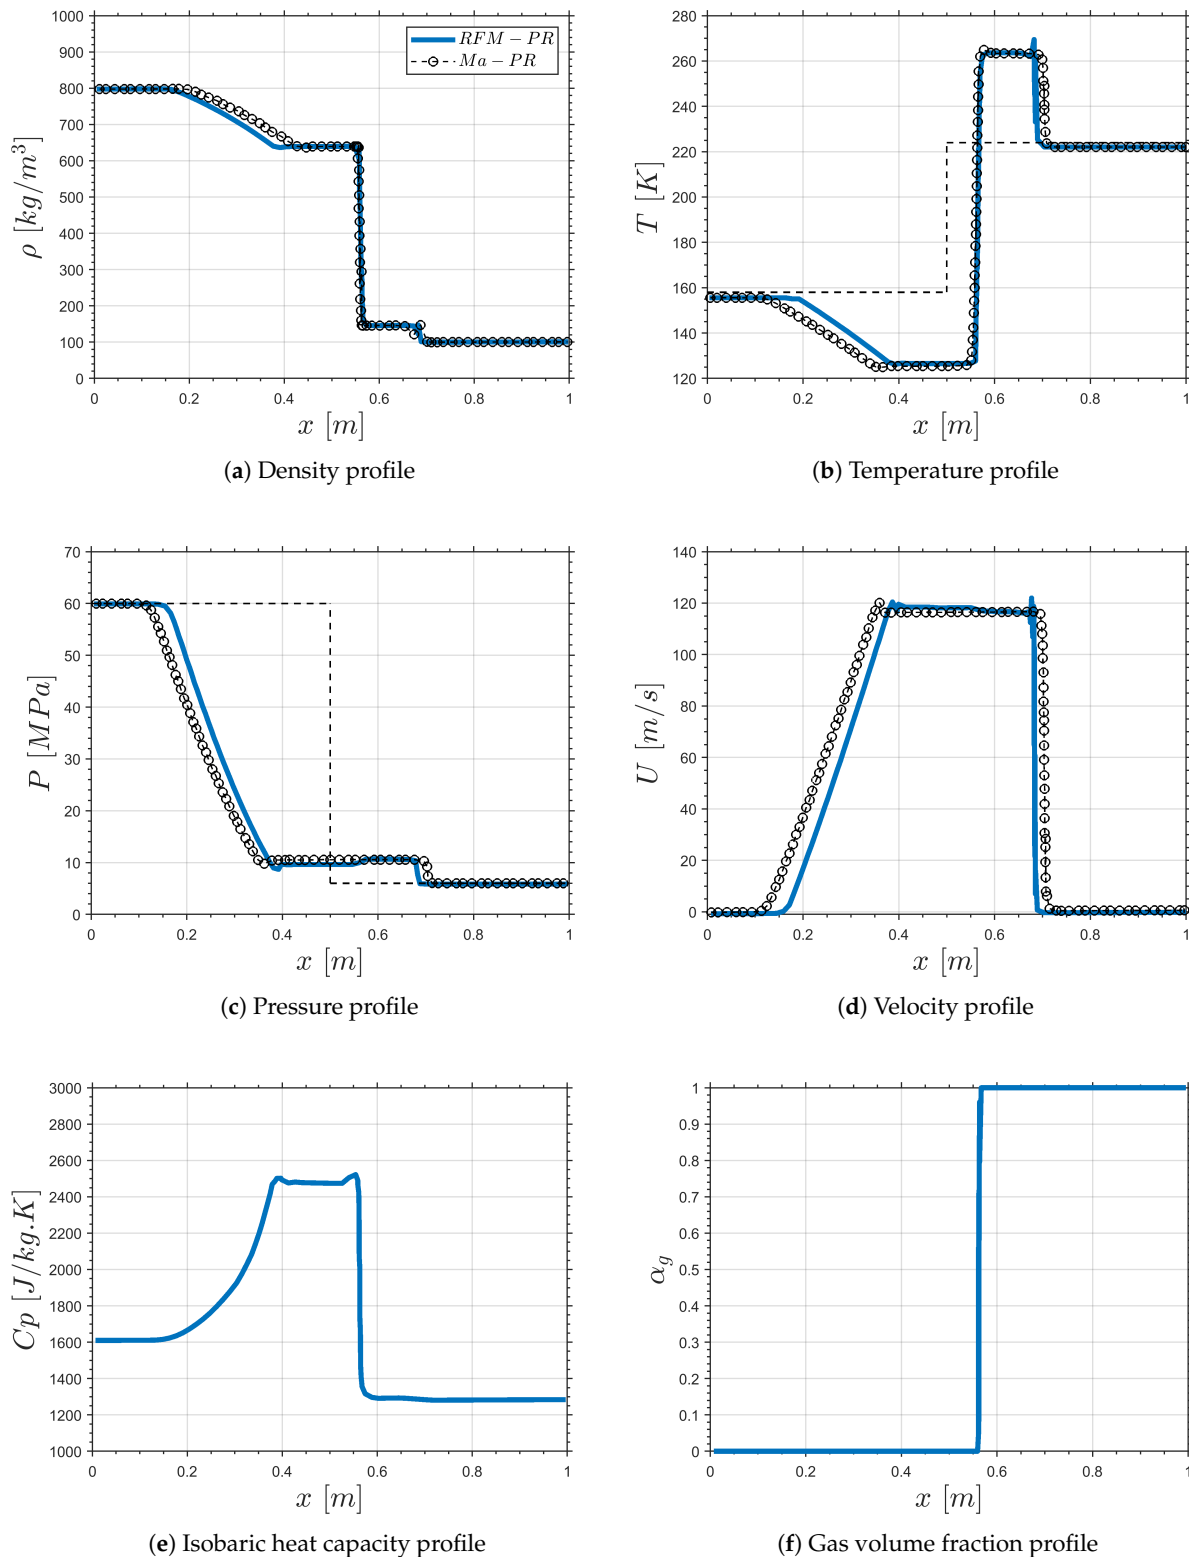 1000
900
800
700
600
500
400
300
200
100
0
ρ [kg/m³]
RFM − PR
Ma − PR
0 0.2 0.4 0.6 0.8 1
x [m]
(a) Density profile
280
260
240
220
200
180
160
140
120
T [K]
0 0.2 0.4 0.6 0.8 1
x [m]
(b) Temperature profile
70
60
50
40
30
20
10
0
P [MPa]
0 0.2 0.4 0.6 0.8 1
x [m]
(c) Pressure profile
140
120
100
80
60
40
20
0
U [m/s]
0 0.2 0.4 0.6 0.8 1
x [m]
(d) Velocity profile
3000
2800
2600
2400
2200
2000
1800
1600
1400
1200
1000
Cp [J/kg.K]
0 0.2 0.4 0.6 0.8 1
x [m]
(e) Isobaric heat capacity profile
1
0.9
0.8
0.7
0.6
0.5
0.4
0.3
0.2
0.1
0
α_g
0 0.2 0.4 0.6 0.8 1
x [m]
(f) Gas volume fraction profile